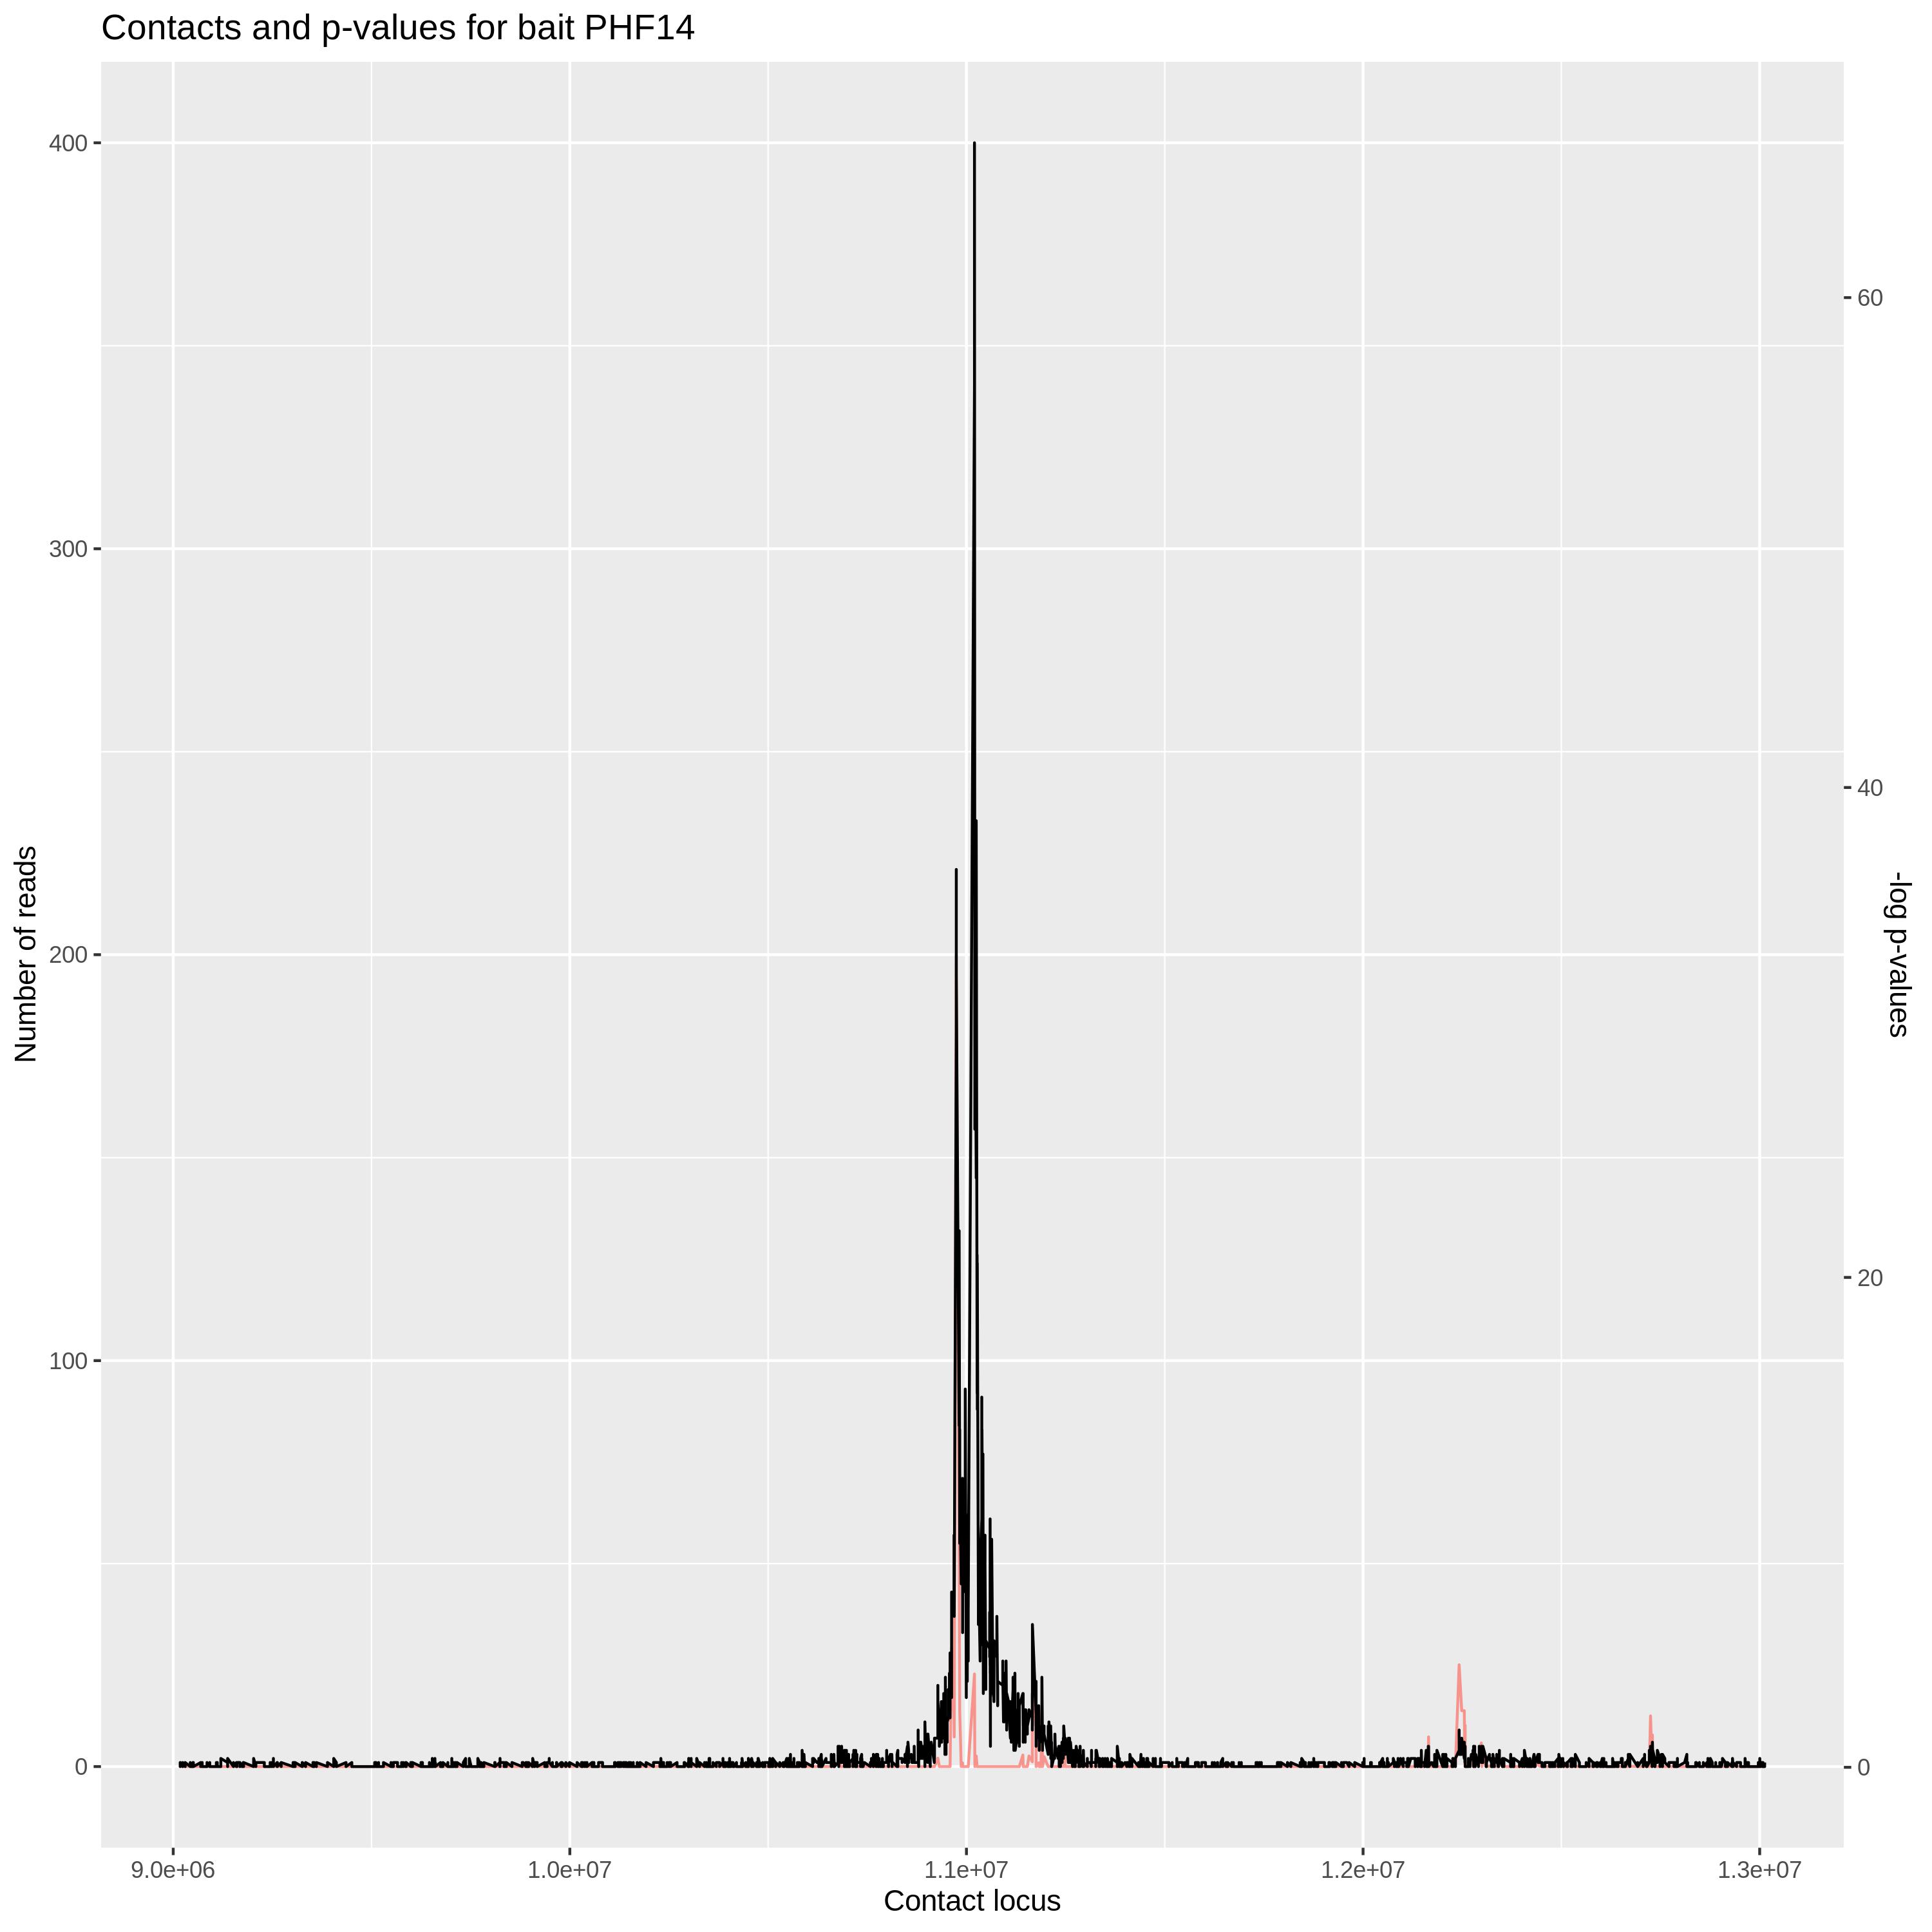 Contacts and p-values for bait PHF14
Number of reads
400
300
200
100
0
60
40
20
0
-log p-values
9.0e+06
1.0e+07
1.1e+07
1.2e+07
1.3e+07
Contact locus